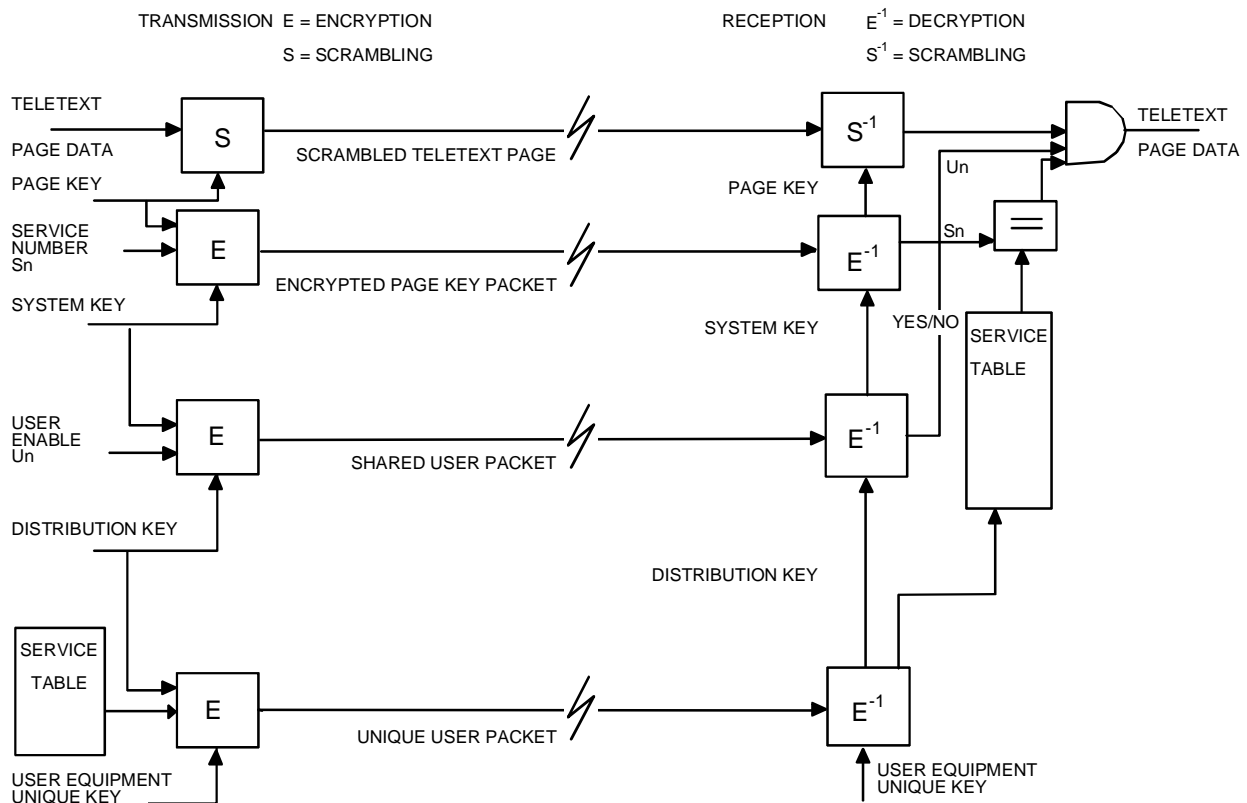 TRANSMISSION E = ENCRYPTION
S = SCRAMBLING
RECEPTION E-1 = DECRYPTION
S-1 = SCRAMBLING
TELETEXT
PAGE DATA
S
SCRAMBLED TELETEXT PAGE
S-1
TELETEXT
PAGE DATA
PAGE KEY
PAGE KEY
Un
SERVICE
NUMBER
Sn
E
ENCRYPTED PAGE KEY PACKET
E-1
Sn
=
SYSTEM KEY
SYSTEM KEY
YES/NO
SERVICE
TABLE
USER
ENABLE
Un
E
SHARED USER PACKET
E-1
DISTRIBUTION KEY
DISTRIBUTION KEY
SERVICE
TABLE
E
UNIQUE USER PACKET
E-1
USER EQUIPMENT
UNIQUE KEY
USER EQUIPMENT
UNIQUE KEY